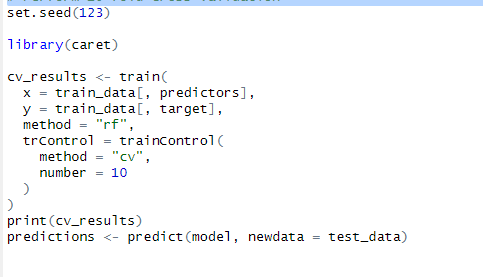 set.seed(123)
library(caret)
cv_results <- train(
x = train_data[, predictors],
y = train_data[, target],
method = "rf",
trControl = trainControl(
method = "cv",
number = 10
)
)
print(cv_results)
predictions <- predict(model, newdata = test_data)